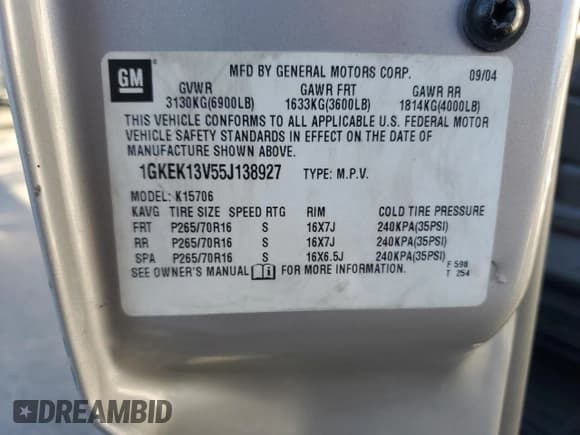 GM
MFD BY GENERAL MOTORS CORP. 09/04
GVWR GAWR FRT GAWR RR
3130KG(6900LB) 1633KG(3600LB) 1814KG(4000LB)
THIS VEHICLE CONFORMS TO ALL APPLICABLE U.S. FEDERAL MOTOR
VEHICLE SAFETY STANDARDS IN EFFECT ON THE DATE OF
MANUFACTURE SHOWN ABOVE.
1GKEK13V55J138927 TYPE: M.P.V.
MODEL: K15706
KAVG TIRE SIZE SPEED RTG RIM COLD TIRE PRESSURE
FRT P265/70R16 S 16X7J 240KPA(35PSI)
RR P265/70R16 S 16X7J 240KPA(35PSI)
SPA P265/70R16 S 16X6.5J 240KPA(35PSI)
SEE OWNER'S MANUAL FOR MORE INFORMATION. F 598
T 254
DREAMBID